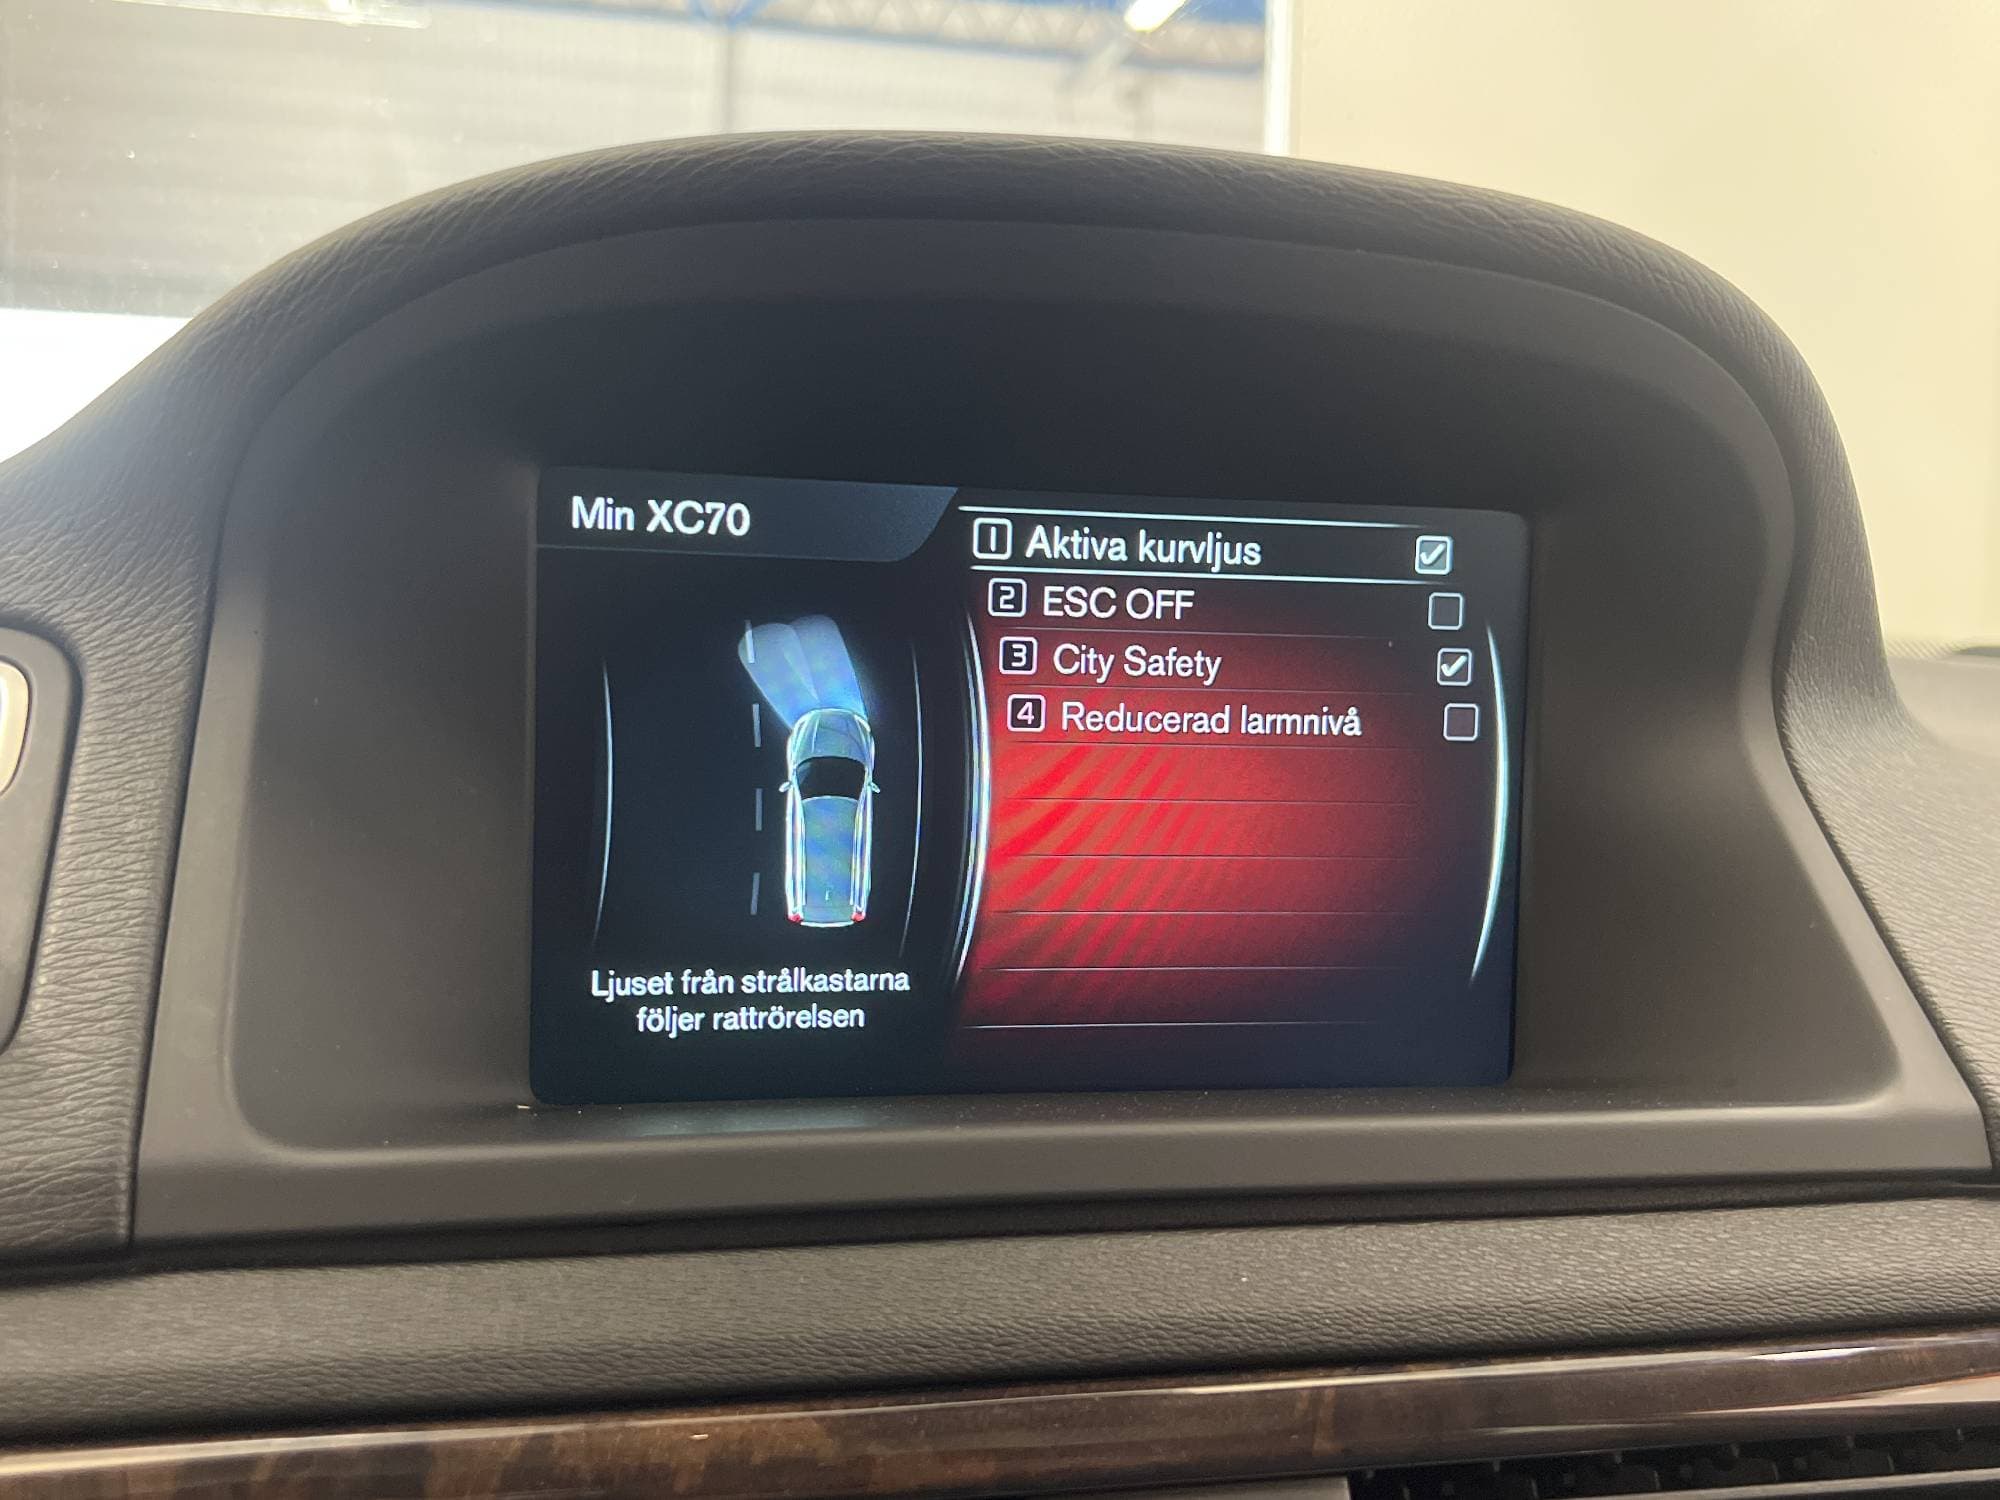 Min XC70
1 Aktiva kurvljus
2 ESC OFF
3 City Safety
4 Reducerad larmnivå
Ljuset från strålkastarna
följer rattrörelsen